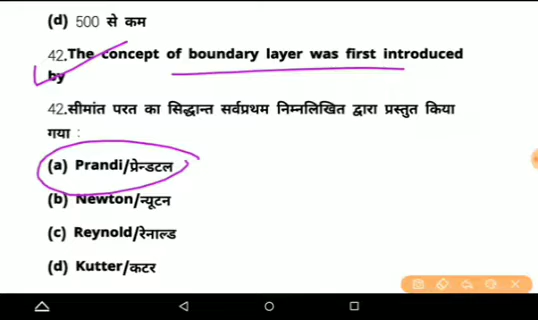 (d) 500 से कम
42.The concept of boundary layer was first introduced
by
42.सीमांत परत का सिद्धान्त सर्वप्रथम निम्नलिखित द्वारा प्रस्तुत किया
गया :
(a) Prandi/प्रेन्डटल
(b) Newton/न्यूटन
(c) Reynold/रेनाल्ड
(d) Kutter/कटर